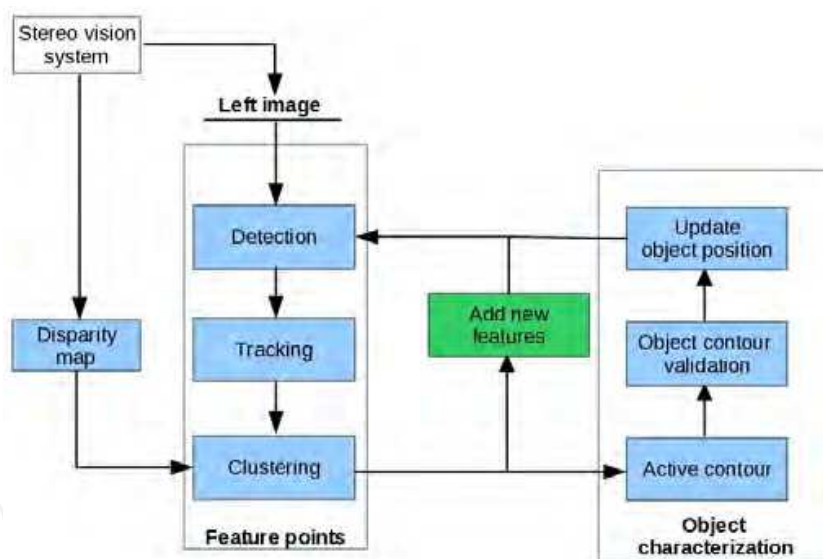 Stereo vision
system
Left image
Detection
Update
object position
Add new
features
Disparity
map
Tracking
Object contour
validation
Clustering
Active contour
Feature points
Object
characterization